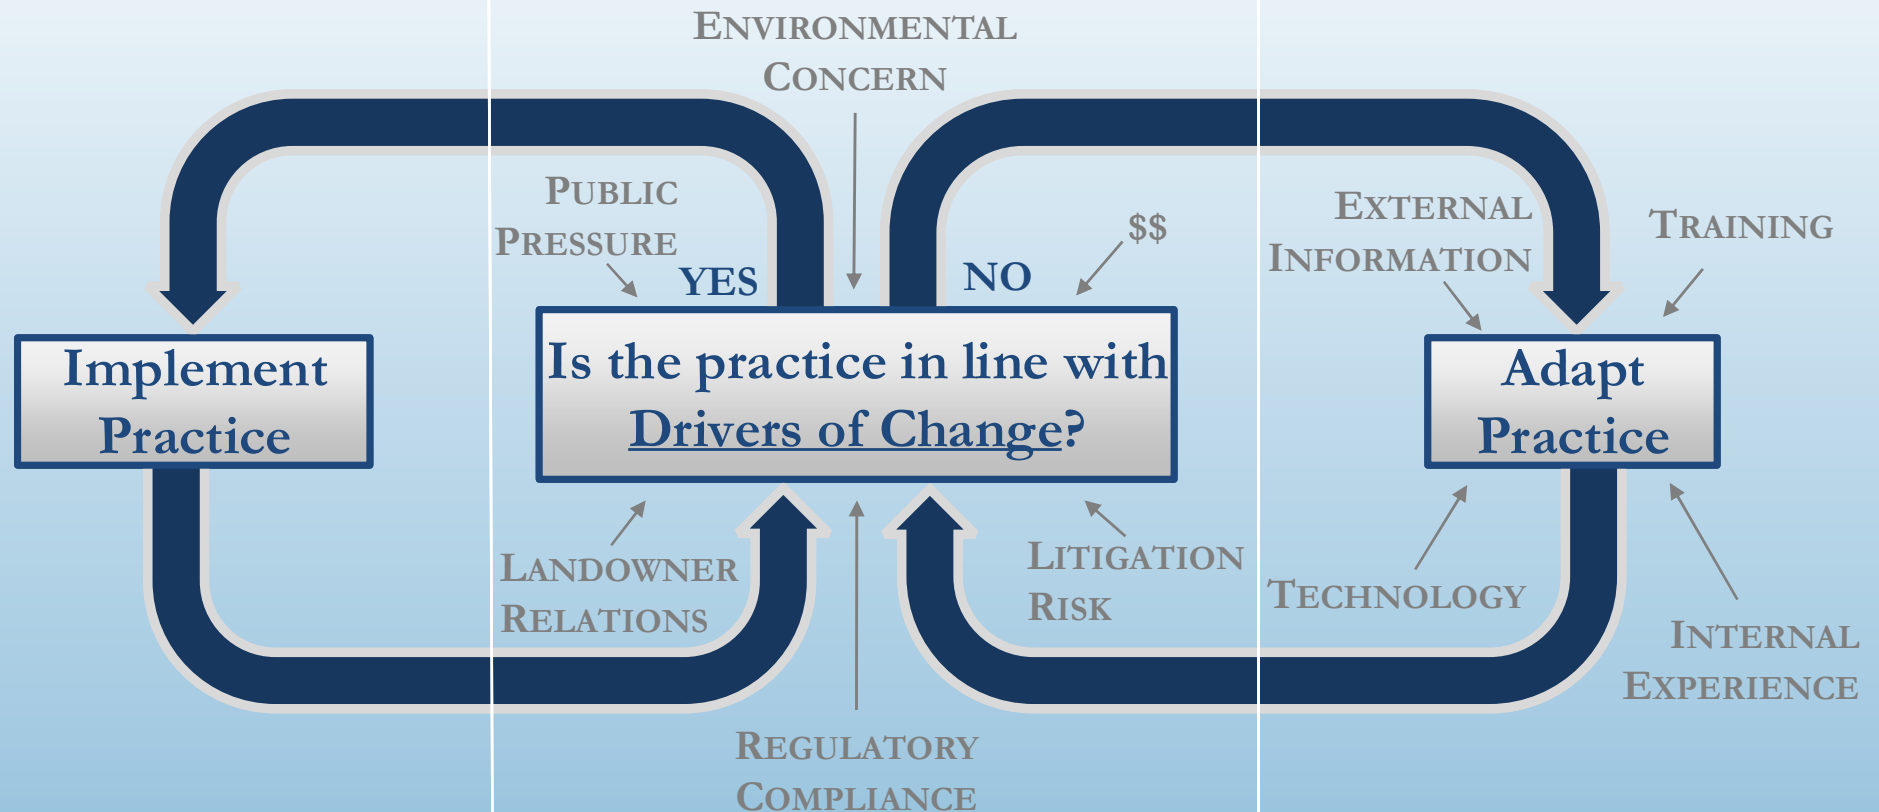 ENVIRONMENTAL
CONCERN
PUBLIC
PRESSURE
YES
NO
$$
EXTERNAL
INFORMATION
TRAINING
Implement
Practice
Is the practice in line with
Drivers of Change?
Adapt
Practice
LANDOWNER
RELATIONS
LITIGATION
RISK
TECHNOLOGY
INTERNAL
EXPERIENCE
REGULATORY
COMPLIANCE